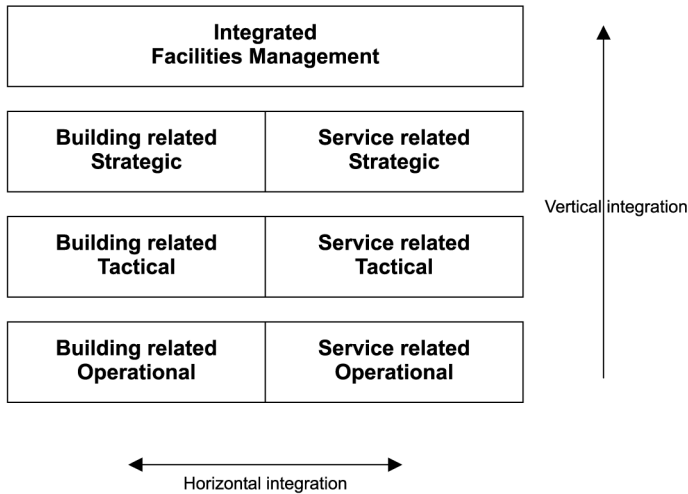 Integrated
Facilities Management
Building related
Strategic
Service related
Strategic
Vertical integration
Building related
Tactical
Service related
Tactical
Building related
Operational
Service related
Operational
Horizontal integration